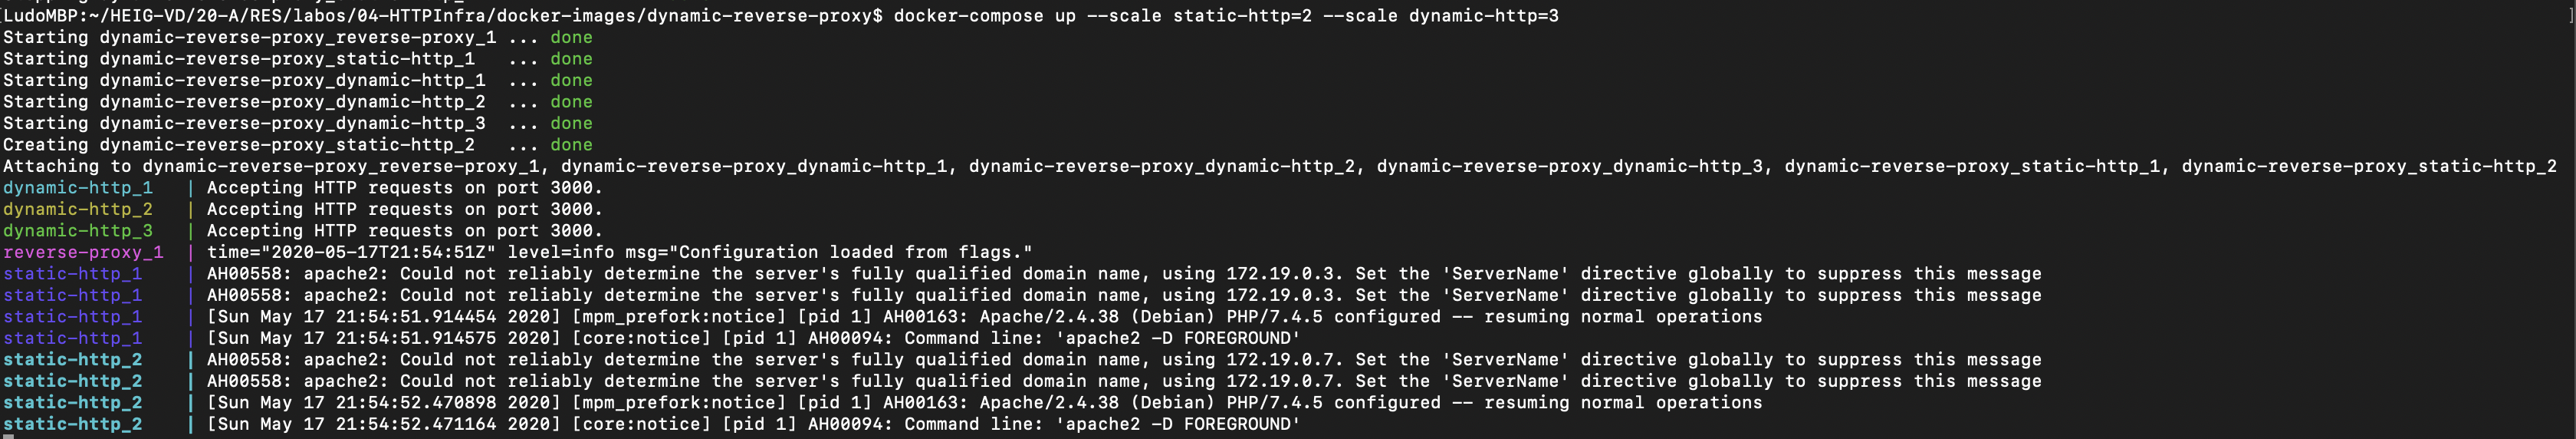 [LudoMBP:~/HEIG-VD/20-A/RES/labos/04-HTTPInfra/docker-images/dynamic-reverse-proxy$ docker-compose up --scale static-http=2 --scale dynamic-http=3 ]
Starting dynamic-reverse-proxy_reverse-proxy_1 ... done
Starting dynamic-reverse-proxy_static-http_1   ... done
Starting dynamic-reverse-proxy_dynamic-http_1  ... done
Starting dynamic-reverse-proxy_dynamic-http_2  ... done
Starting dynamic-reverse-proxy_dynamic-http_3  ... done
Creating dynamic-reverse-proxy_static-http_2   ... done
Attaching to dynamic-reverse-proxy_reverse-proxy_1, dynamic-reverse-proxy_dynamic-http_1, dynamic-reverse-proxy_dynamic-http_2, dynamic-reverse-proxy_dynamic-http_3, dynamic-reverse-proxy_static-http_1, dynamic-reverse-proxy_static-http_2
dynamic-http_1   | Accepting HTTP requests on port 3000.
dynamic-http_2   | Accepting HTTP requests on port 3000.
dynamic-http_3   | Accepting HTTP requests on port 3000.
reverse-proxy_1  | time="2020-05-17T21:54:51Z" level=info msg="Configuration loaded from flags."
static-http_1    | AH00558: apache2: Could not reliably determine the server's fully qualified domain name, using 172.19.0.3. Set the 'ServerName' directive globally to suppress this message
static-http_1    | AH00558: apache2: Could not reliably determine the server's fully qualified domain name, using 172.19.0.3. Set the 'ServerName' directive globally to suppress this message
static-http_1    | [Sun May 17 21:54:51.914454 2020] [mpm_prefork:notice] [pid 1] AH00163: Apache/2.4.38 (Debian) PHP/7.4.5 configured -- resuming normal operations
static-http_1    | [Sun May 17 21:54:51.914575 2020] [core:notice] [pid 1] AH00094: Command line: 'apache2 -D FOREGROUND'
static-http_2    | AH00558: apache2: Could not reliably determine the server's fully qualified domain name, using 172.19.0.7. Set the 'ServerName' directive globally to suppress this message
static-http_2    | AH00558: apache2: Could not reliably determine the server's fully qualified domain name, using 172.19.0.7. Set the 'ServerName' directive globally to suppress this message
static-http_2    | [Sun May 17 21:54:52.470898 2020] [mpm_prefork:notice] [pid 1] AH00163: Apache/2.4.38 (Debian) PHP/7.4.5 configured -- resuming normal operations
static-http_2    | [Sun May 17 21:54:52.471164 2020] [core:notice] [pid 1] AH00094: Command line: 'apache2 -D FOREGROUND'